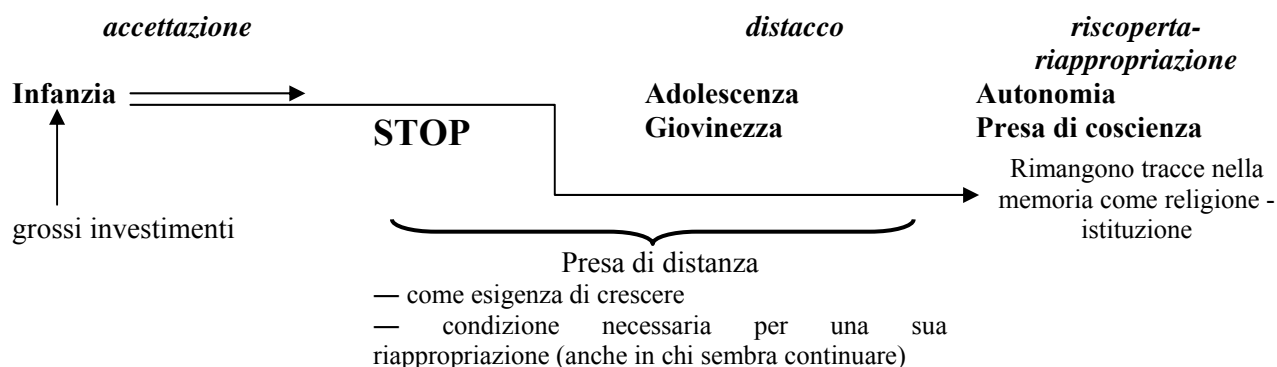 accettazione
distacco
riscoperta-
riappropriazione
Infanzia
STOP
Adolescenza
Giovinezza
Autonomia
Presa di coscienza
Rimangono tracce nella
memoria come religione -
istituzione
grossi investimenti
Presa di distanza
— come esigenza di crescere
— condizione necessaria per una sua
riappropriazione (anche in chi sembra continuare)